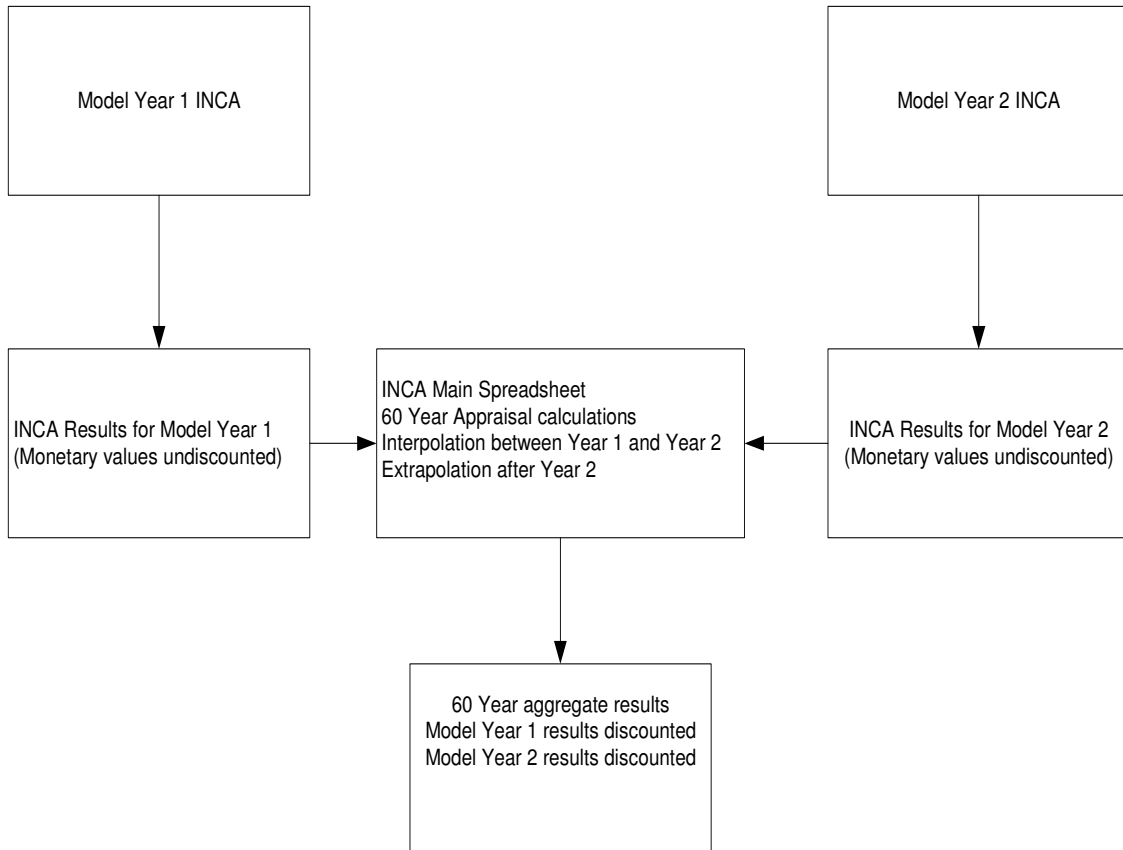 Model Year 1 INCA
Model Year 2 INCA
INCA Results for Model Year 1
(Monetary values undiscounted)
INCA Main Spreadsheet
60 Year Appraisal calculations
Interpolation between Year 1 and Year 2
Extrapolation after Year 2
INCA Results for Model Year 2
(Monetary values undiscounted)
60 Year aggregate results
Model Year 1 results discounted
Model Year 2 results discounted